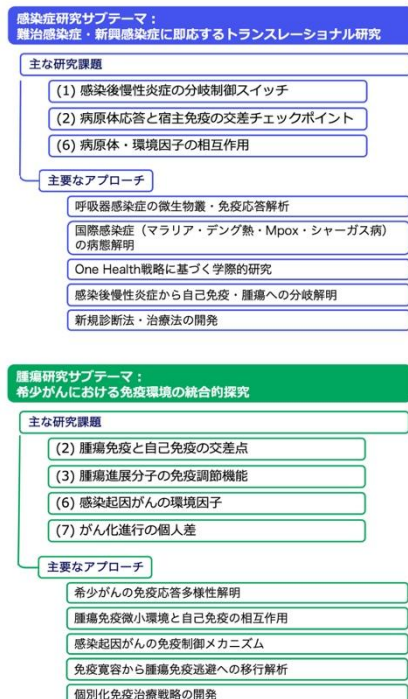 感染症研究サブテーマ：
難治感染症・新興感染症に即応するトランスレーショナル研究
主な研究課題
(1) 感染後慢性炎症の分岐制御スイッチ
(2) 病原体応答と宿主免疫の交差チェックポイント
(6) 病原体・環境因子の相互作用
主要なアプローチ
呼吸器感染症の微生物叢・免疫応答解析
国際感染症（マラリア・デング熱・Mpox・シャーガス病）
の病態解明
One Health戦略に基づく学際的研究
感染後慢性炎症から自己免疫・腫瘍への分岐解明
新規診断法・治療法の開発
腫瘍研究サブテーマ：
希少がんにおける免疫環境の統合的探究
主な研究課題
(2) 腫瘍免疫と自己免疫の交差点
(3) 腫瘍進展分子の免疫調節機能
(6) 感染起因がんの環境因子
(7) がん化進行の個人差
主要なアプローチ
希少がんの免疫応答多様性解明
腫瘍免疫微小環境と自己免疫の相互作用
感染起因がんの免疫制御メカニズム
免疫寛容から腫瘍免疫逃避への移行解析
個別化免疫治療戦略の開発